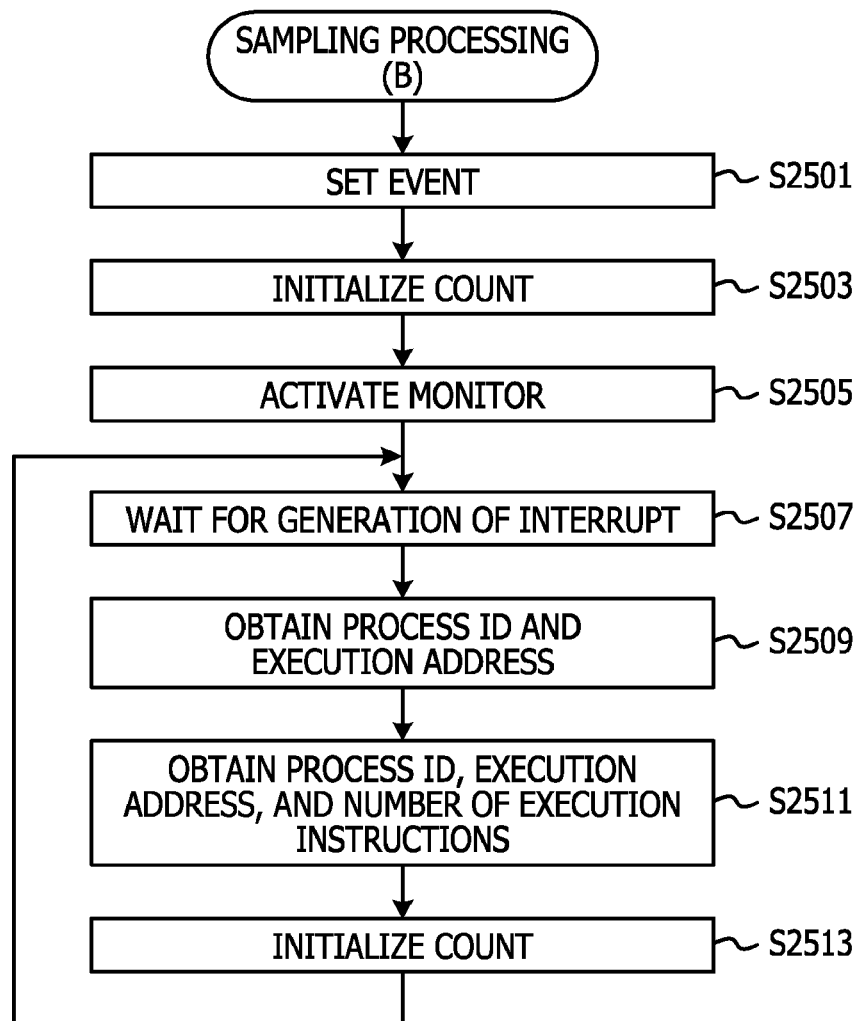 SAMPLING PROCESSING
(B)
SET EVENT
S2501
INITIALIZE COUNT
S2503
ACTIVATE MONITOR
S2505
WAIT FOR GENERATION OF INTERRUPT
S2507
OBTAIN PROCESS ID AND
EXECUTION ADDRESS
S2509
OBTAIN PROCESS ID, EXECUTION
ADDRESS, AND NUMBER OF EXECUTION
INSTRUCTIONS
S2511
INITIALIZE COUNT
S2513